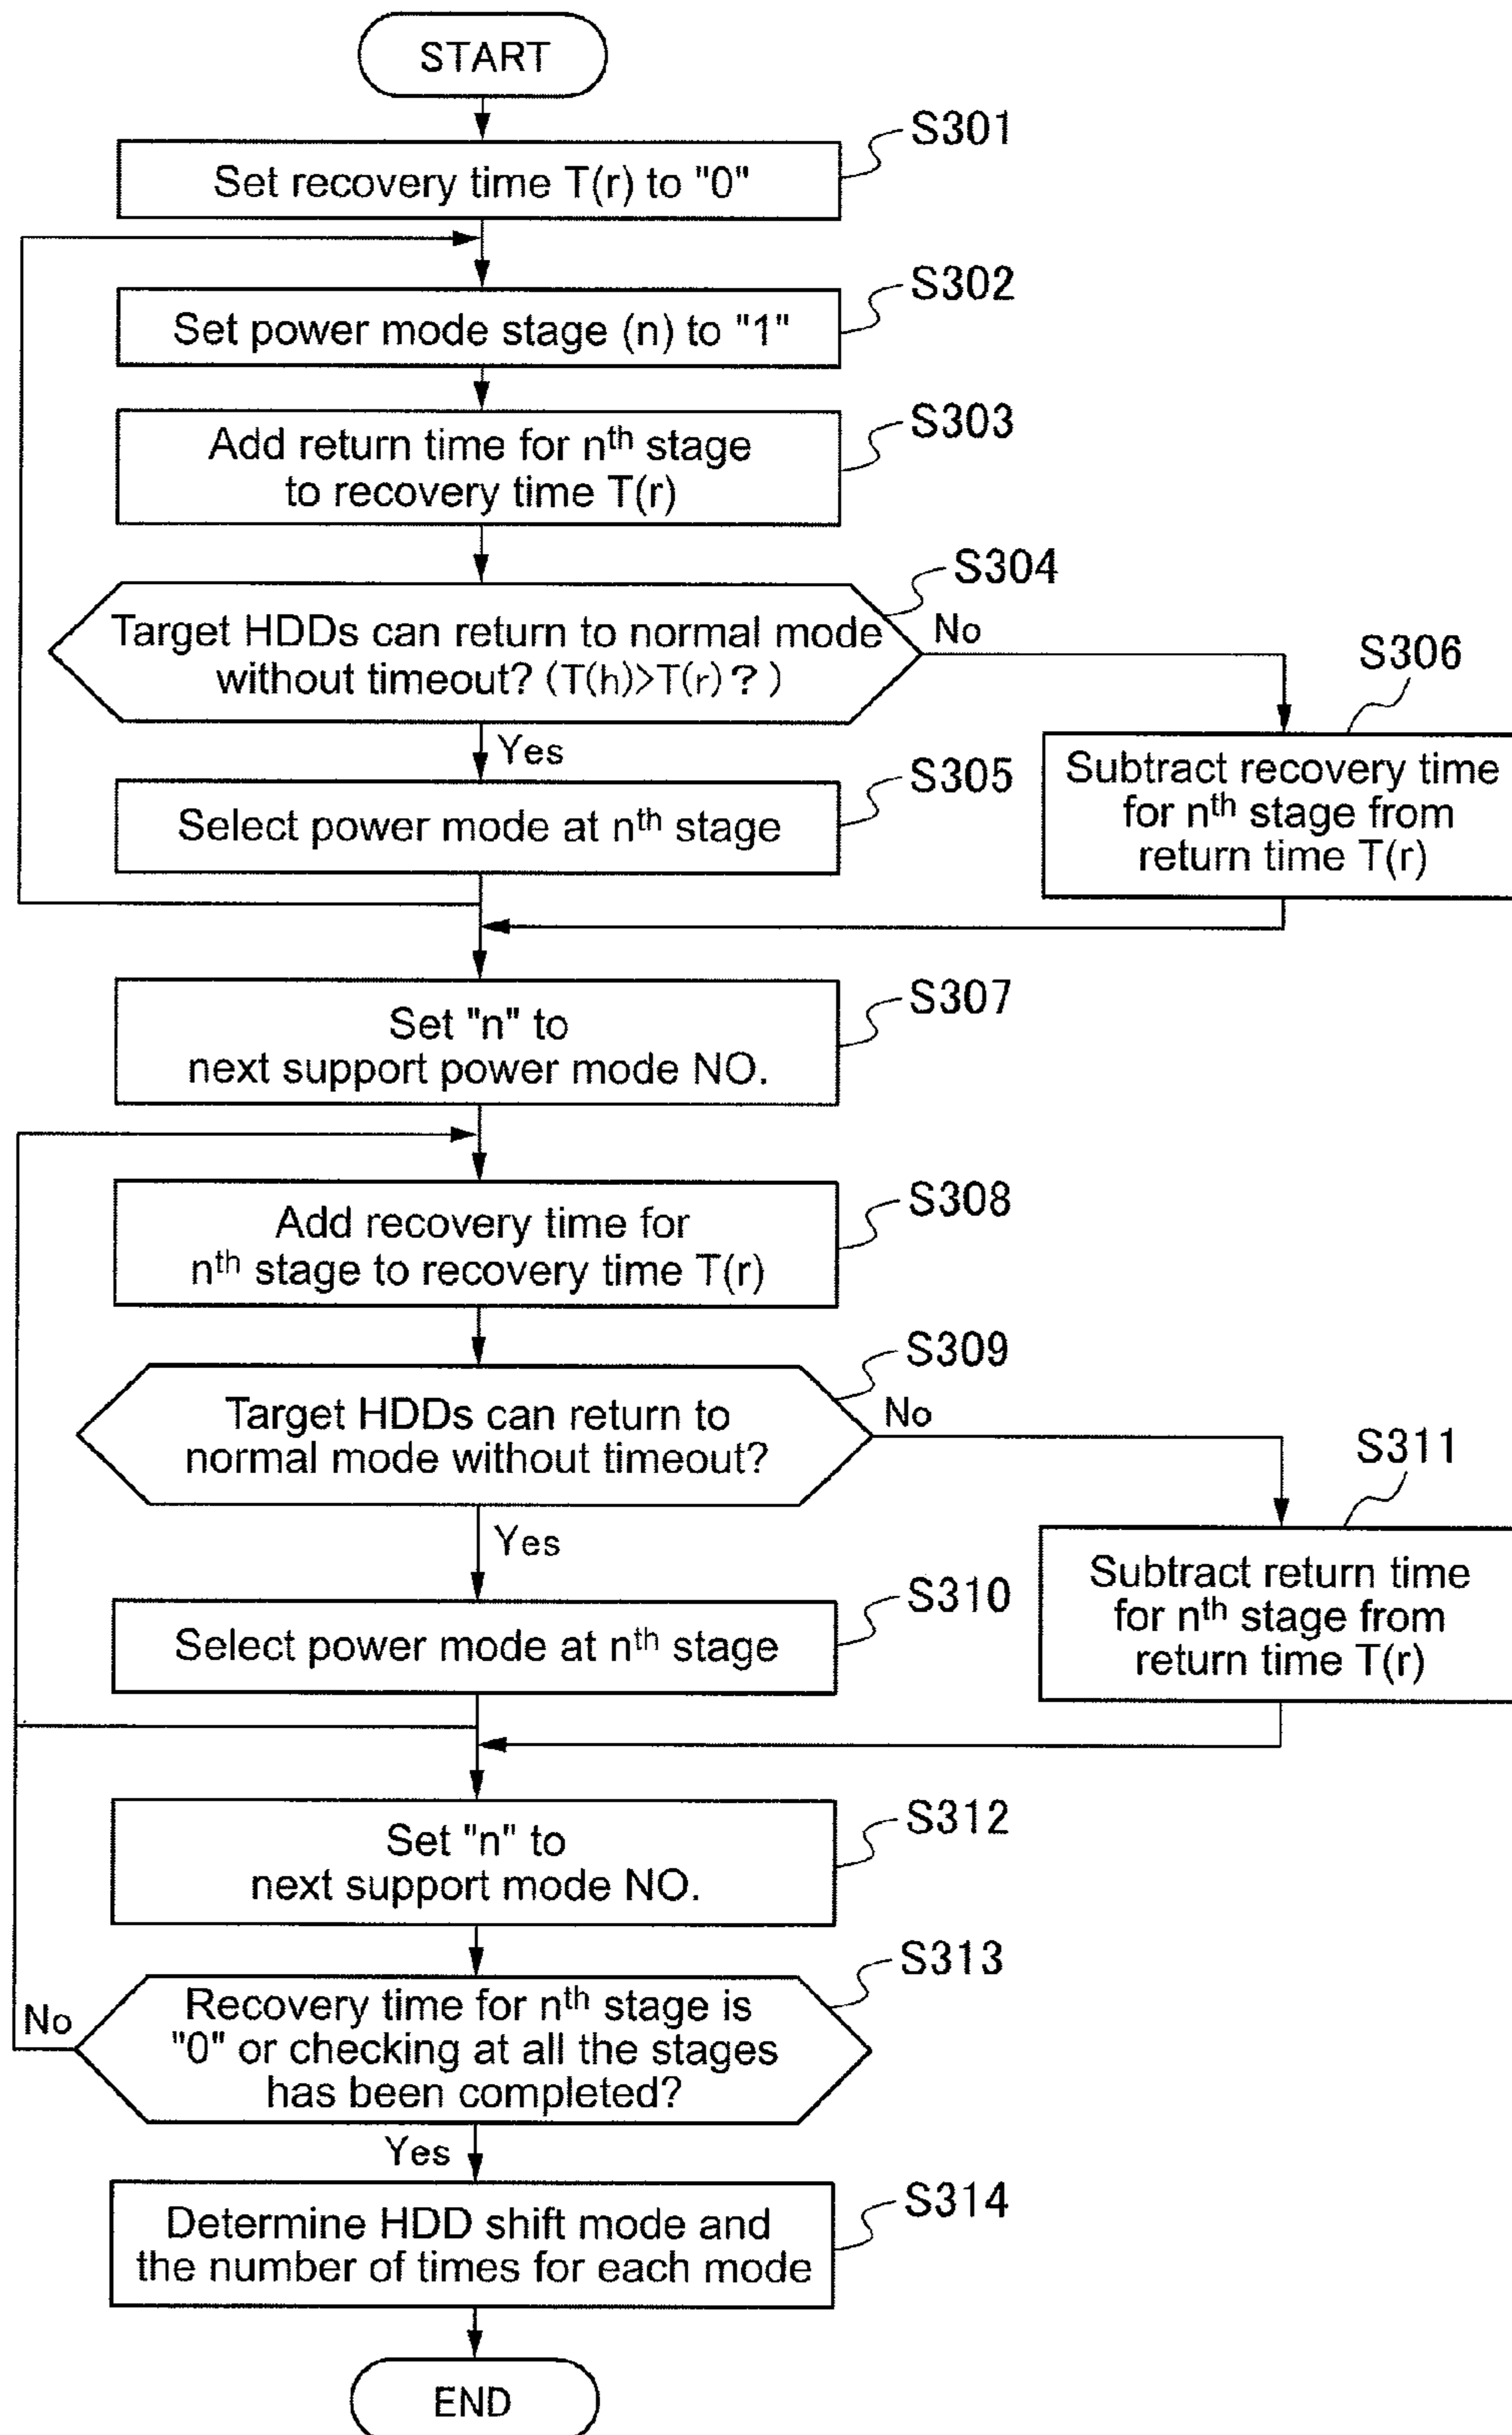 START
S301
Set recovery time T(r) to "0"
S302
Set power mode stage (n) to "1"
S303
Add return time for nth stage
to recovery time T(r)
S304
Target HDDs can return to normal mode
without timeout? (T(h)>T(r)?)
No
S306
Yes
Subtract recovery time
for nth stage from
return time T(r)
S305
Select power mode at nth stage
S307
Set "n" to
next support power mode NO.
S308
Add recovery time for
nth stage to recovery time T(r)
S309
Target HDDs can return to
normal mode without timeout?
No
S311
Yes
Subtract return time
for nth stage from
return time T(r)
S310
Select power mode at nth stage
S312
Set "n" to
next support mode NO.
S313
Recovery time for nth stage is
"0" or checking at all the stages
has been completed?
No
Yes
S314
Determine HDD shift mode and
the number of times for each mode
END